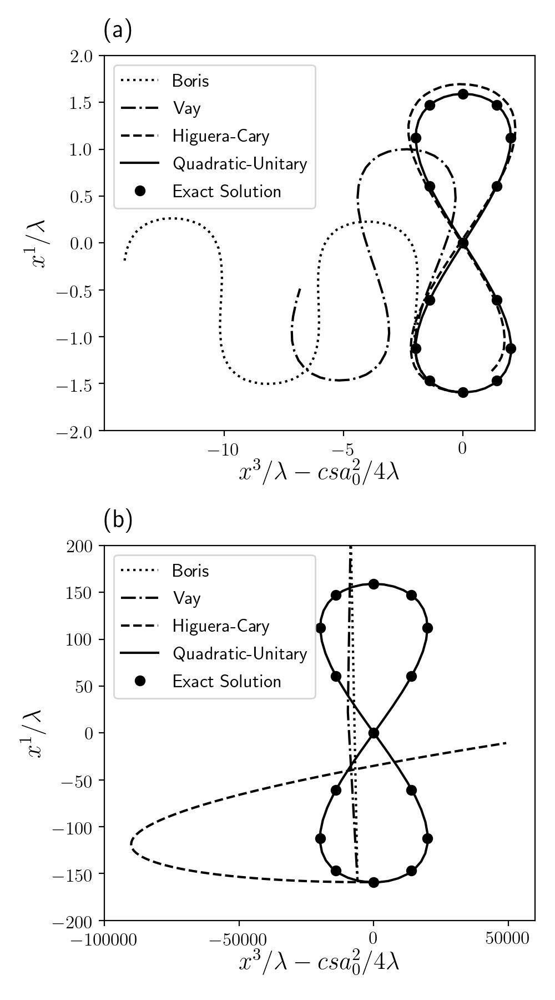 (a)
2.0
1.5
1.0
0.5
0.0
−0.5
−1.0
−1.5
−2.0
x^1/λ
Boris
Vay
Higuera-Cary
Quadratic-Unitary
Exact Solution
−10 −5 0
x^3/λ − csa_0^2/4λ
(b)
200
150
100
50
0
−50
−100
−150
−200
x^1/λ
Boris
Vay
Higuera-Cary
Quadratic-Unitary
Exact Solution
−100000 −50000 0 50000
x^3/λ − csa_0^2/4λ